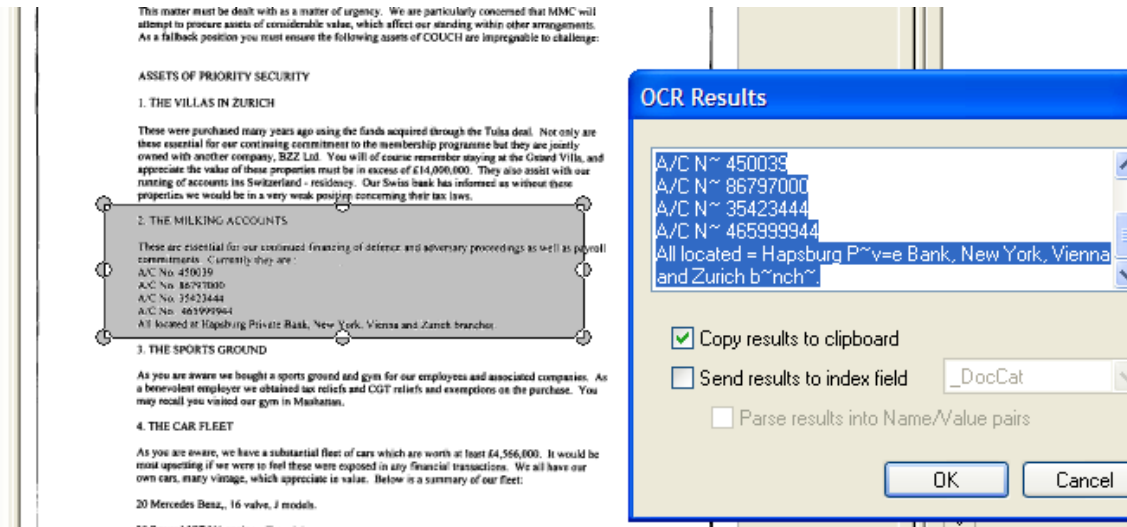 This matter must be dealt with as a matter of urgency. We are particularly concerned that MMC will
attempt to procure assets of considerable value, which affect our standing within other arrangements.
As a fallback position you must ensure the following assets of COUCH are impregnable to challenge:
ASSETS OF PRIORITY SECURITY
1. THE VILLAS IN ZURICH
These were purchased many years ago using the funds acquired through the Tulsa deal. Not only are
these essential for our continuing commitment to the membership programme but they are jointly
owned with another company, BZZ Ltd. You will of course remember staying at the Gstard Villa, and
appreciate the value of these properties must be in excess of £14,000,000. They also assist with our
running of accounts ins Switzerland - residency. Our Swiss bank has informed us without these
properties we would be in a very weak position concerning their tax laws.
2. THE MILKING ACCOUNTS
These are essential for our continued financing of defence and adversary proceedings as well as payroll
commitments. Currently they are :
A/C No. 450039
A/C No. 86797000
A/C No. 35423444
A/C No. 465999944
All located at Hapsburg Private Bank, New York, Vienna and Zurich branches.
3. THE SPORTS GROUND
As you are aware we bought a sports ground and gym for our employees and associated companies. As
a benevolent employer we obtained tax reliefs and CGT reliefs and exemptions on the purchase. You
may recall you visited our gym in Manhattan.
4. THE CAR FLEET
As you are aware, we have a substantial fleet of cars which are worth at least £4,566,000. It would be
most upsetting if we were to feel these were exposed in any financial transactions. We all have our
own cars, many vintage, which appreciate in value. Below is a summary of our fleet:
20 Mercedes Benz,, 16 valve, J models.
OCR Results
A/C N~ 450039
A/C N~ 86797000
A/C N~ 35423444
A/C N~ 465999944
All located = Hapsburg P~v=e Bank, New York, Vienna
and Zurich b~nch~.
Copy results to clipboard
Send results to index field
_DocCat
Parse results into Name/Value pairs
OK
Cancel